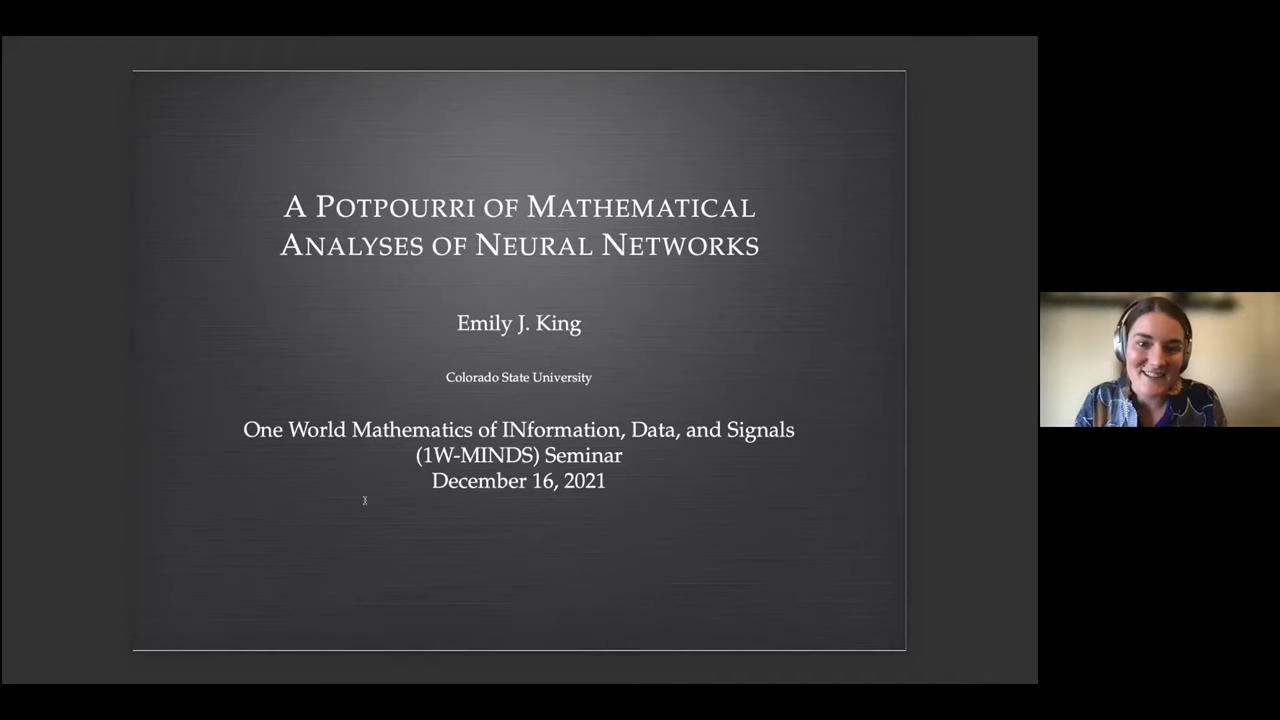 A Potpourri of Mathematical
Analyses of Neural Networks
Emily J. King
Colorado State University
One World Mathematics of INformation, Data, and Signals
(1W-MINDS) Seminar
December 16, 2021